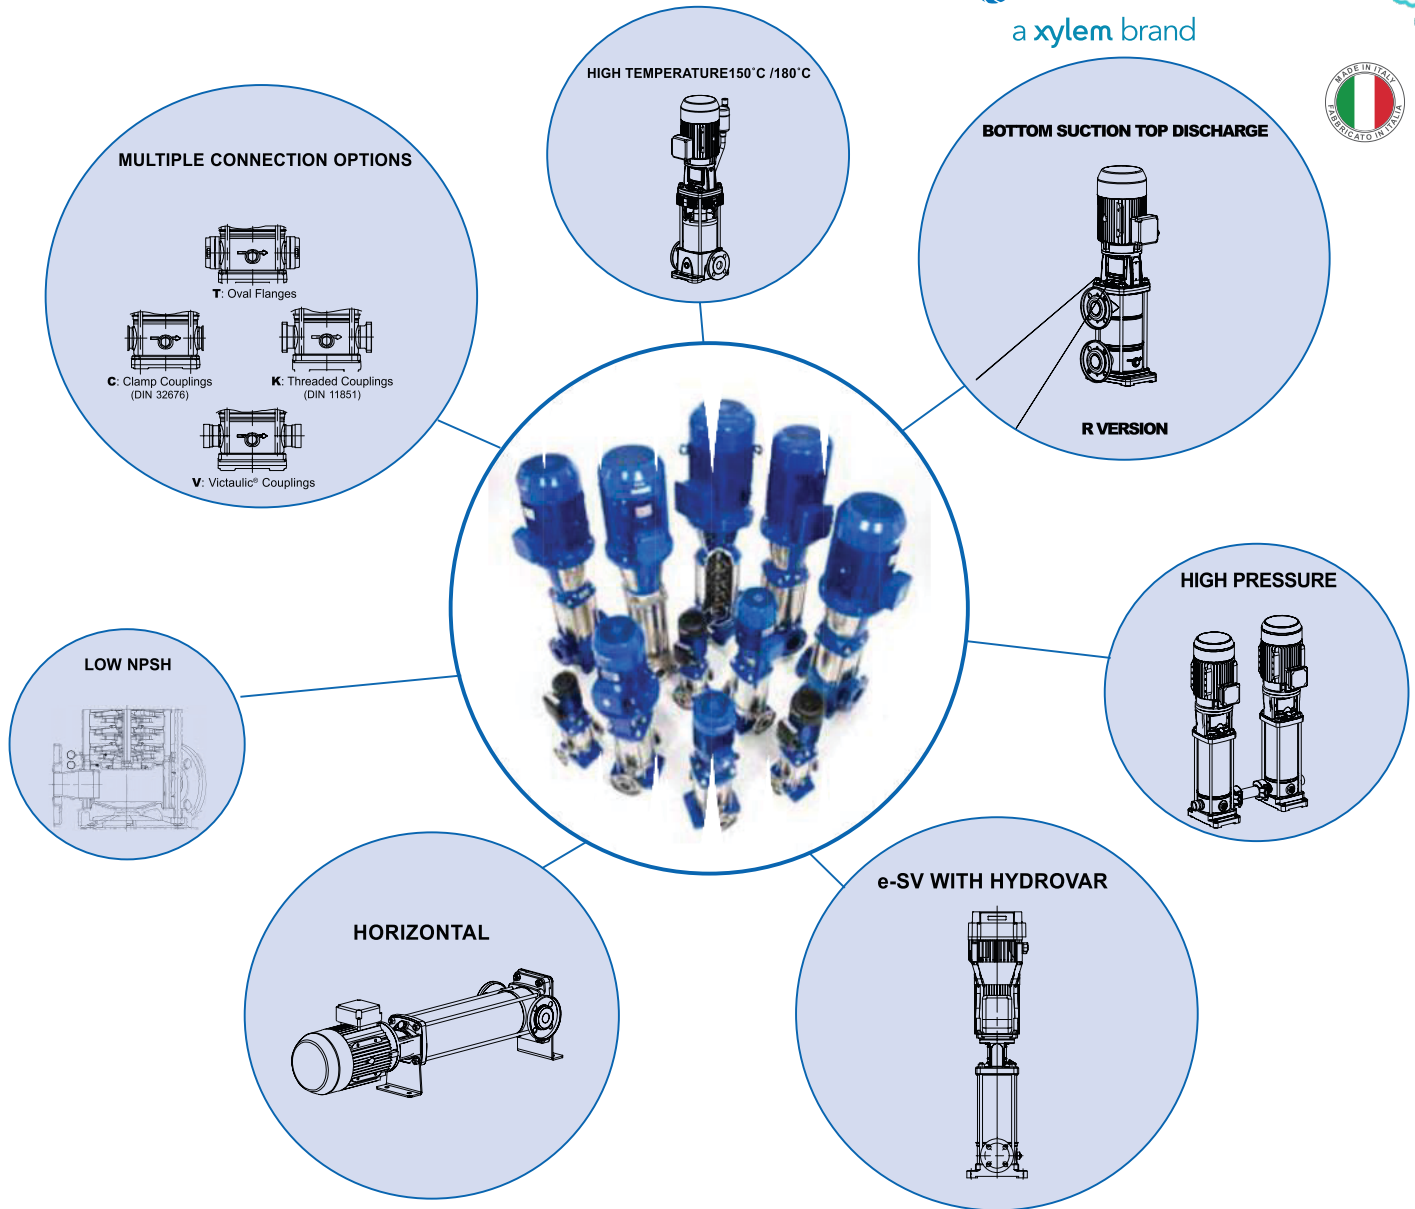 a xylem brand
MADE IN ITALY
FABBRICATO IN ITALIA
HIGH TEMPERATURE150˚C /180˚C
BOTTOM SUCTION TOP DISCHARGE
R VERSION
MULTIPLE CONNECTION OPTIONS
T: Oval Flanges
C: Clamp Couplings
(DIN 32676)
K: Threaded Couplings
(DIN 11851)
V: Victaulic® Couplings
HIGH PRESSURE
LOW NPSH
e-SV WITH HYDROVAR
HORIZONTAL